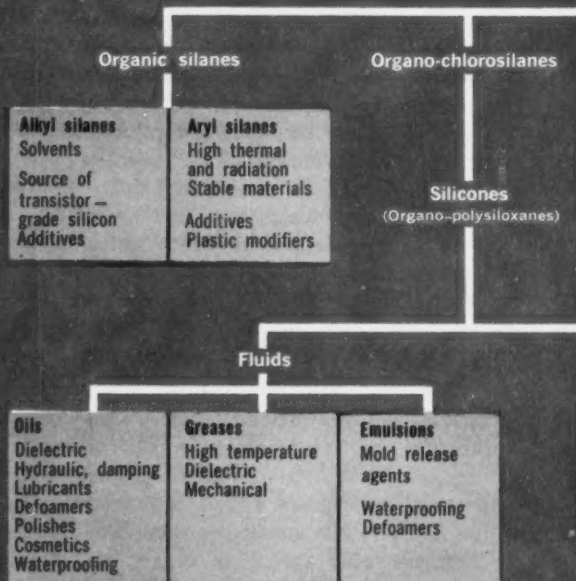 Organic silanes
Organo-chlorosilanes
Alkyl silanes
Solvents
Source of
transistor –
grade silicon
Additives
Aryl silanes
High thermal
and radiation
Stable materials
Additives
Plastic modifiers
Silicones
(Organo-polysiloxanes)
Fluids
Oils
Dielectric
Hydraulic, damping
Lubricants
Defoamers
Polishes
Cosmetics
Waterproofing
Greases
High temperature
Dielectric
Mechanical
Emulsions
Mold release
agents
Waterproofing
Defoamers